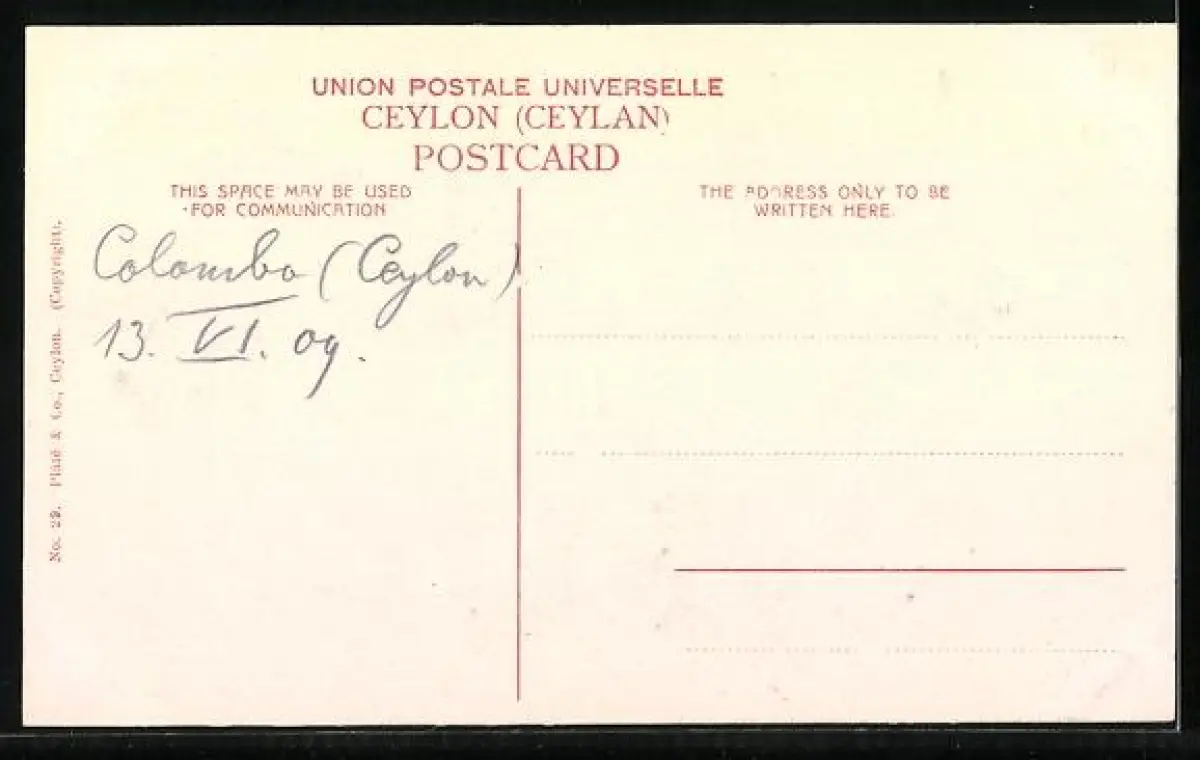 UNION POSTALE UNIVERSELLE
CEYLON (CEYLAN)
POSTCARD
THIS SPACE MAY BE USED
FOR COMMUNICATION
THE ADDRESS ONLY TO BE
WRITTEN HERE.
Colombo (Ceylon)
13. VI. 09.
No. 29. Plâté & Co., Ceylon. (Copyright).